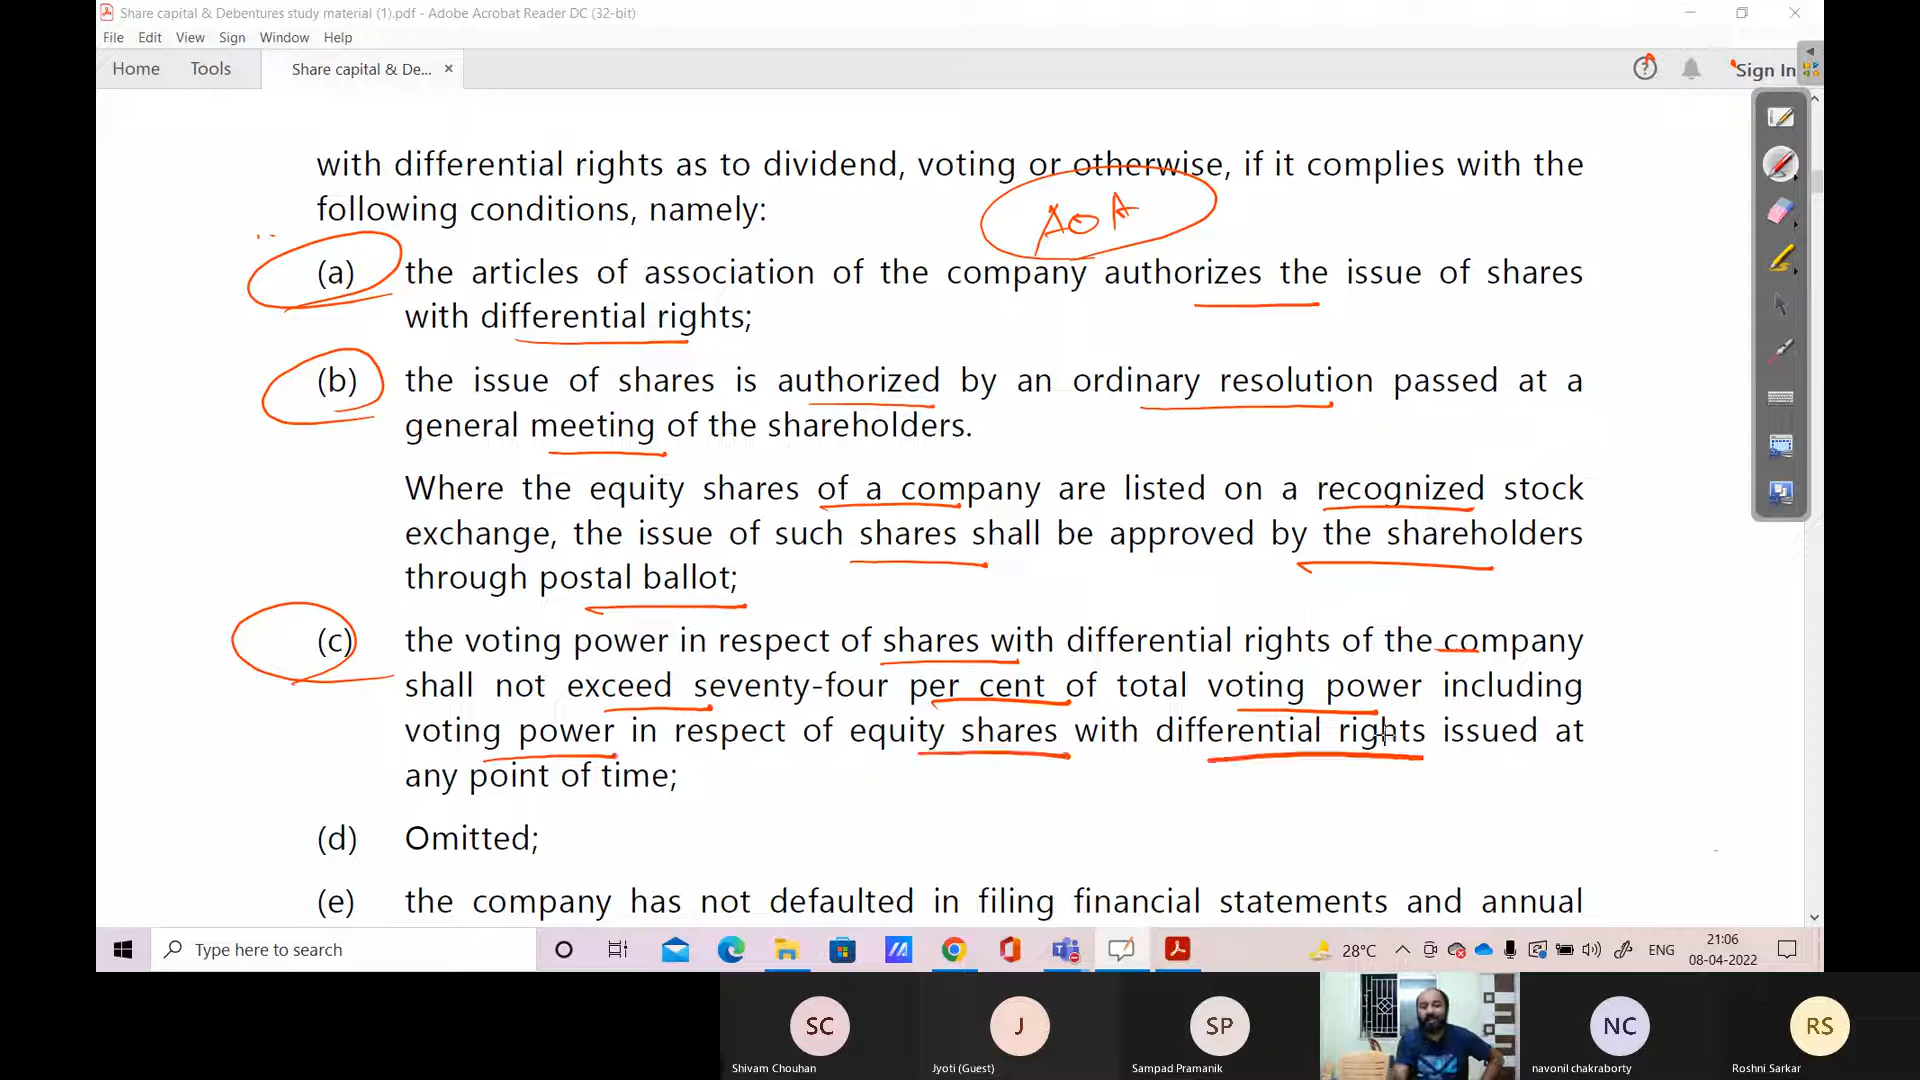 Share capital & Debentures study material (1).pdf - Adobe Acrobat Reader DC (32-bit)
File Edit View Sign Window Help
Home Tools Share capital & De... × Sign In
with differential rights as to dividend, voting or otherwise, if it complies with the
following conditions, namely:
AOA
(a) the articles of association of the company authorizes the issue of shares
with differential rights;
(b) the issue of shares is authorized by an ordinary resolution passed at a
general meeting of the shareholders.
Where the equity shares of a company are listed on a recognized stock
exchange, the issue of such shares shall be approved by the shareholders
through postal ballot;
(c) the voting power in respect of shares with differential rights of the company
shall not exceed seventy-four per cent of total voting power including
voting power in respect of equity shares with differential rights issued at
any point of time;
(d) Omitted;
(e) the company has not defaulted in filing financial statements and annual
Type here to search
28°C ENG 21:06
08-04-2022
SC J SP NC RS
Shivam Chouhan Jyoti (Guest) Sampad Pramanik navonil chakraborty Roshni Sarkar